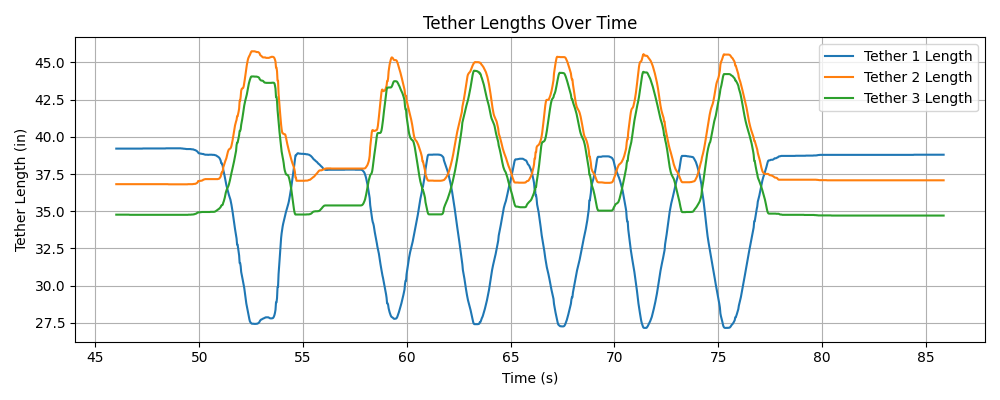 Tether Lengths Over Time
Tether Length (in)
45.0
42.5
40.0
37.5
35.0
32.5
30.0
27.5
Tether 1 Length
Tether 2 Length
Tether 3 Length
45 50 55 60 65 70 75 80 85
Time (s)